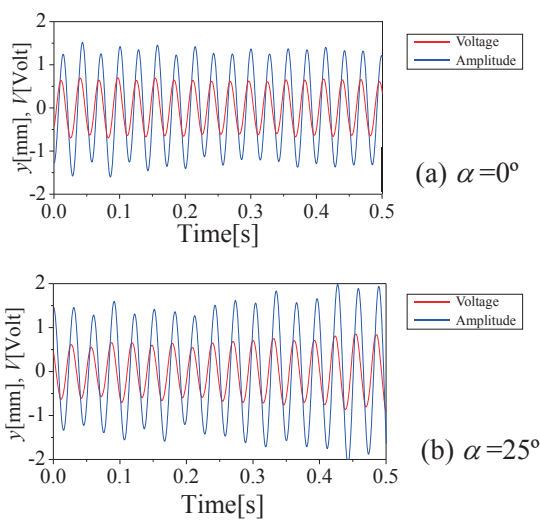 2
1
0
-1
-2
y[mm], V[Volt]
0.0 0.1 0.2 0.3 0.4 0.5
Time[s]
Voltage
Amplitude
(a) α=0º
2
1
0
-1
-2
y[mm], V[Volt]
0.0 0.1 0.2 0.3 0.4 0.5
Time[s]
Voltage
Amplitude
(b) α=25º